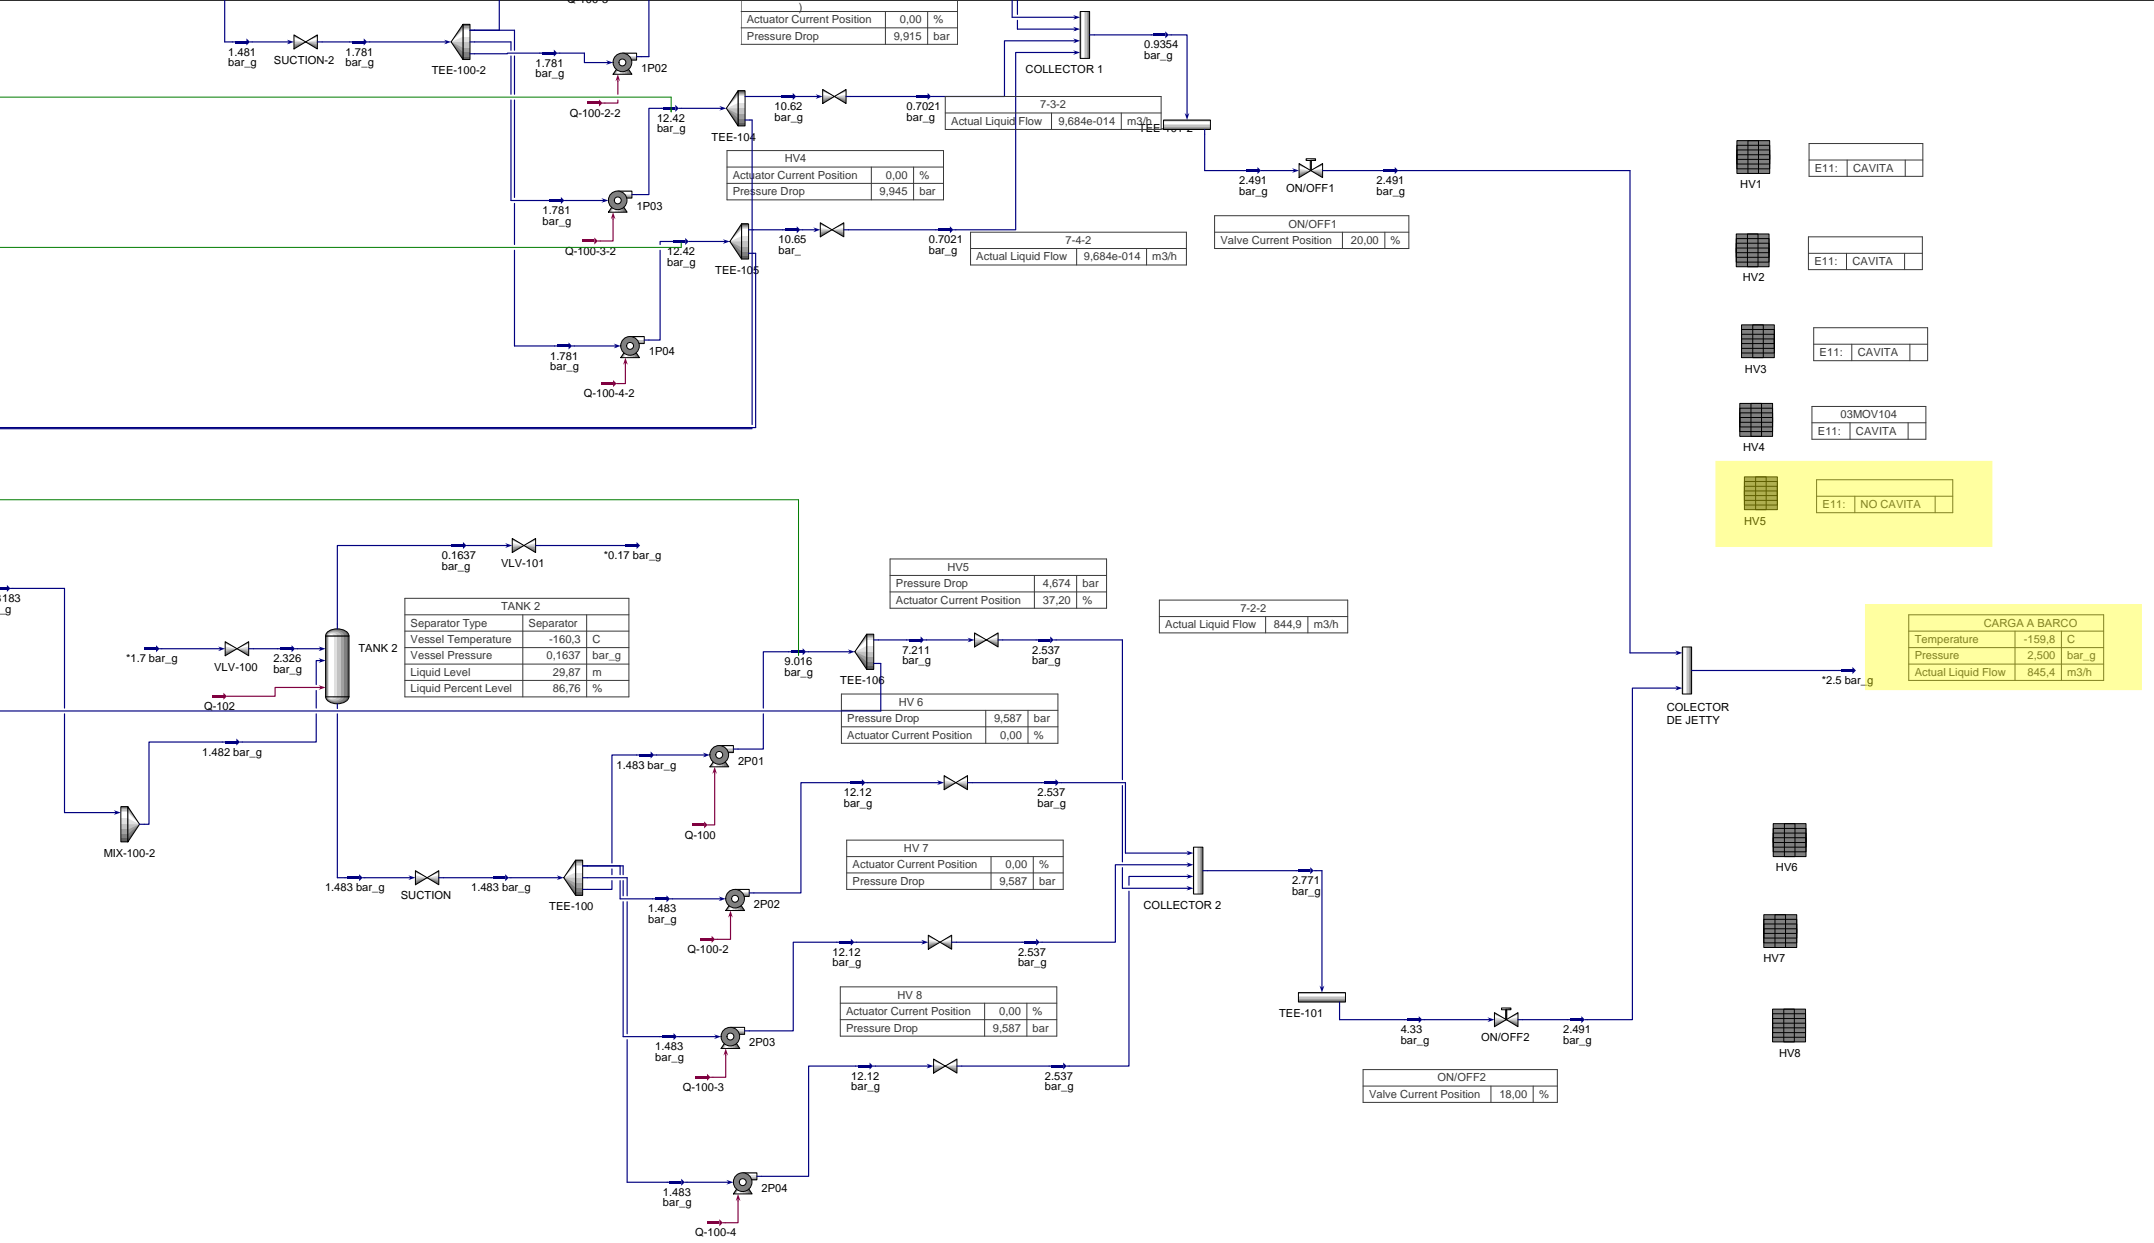 )
Actuator Current Position 0,00 %
Pressure Drop 9,915 bar
1.481 bar_g
SUCTION-2
1.781 bar_g
TEE-100-2
1.781 bar_g
1P02
Q-100-2-2
COLLECTOR 1
0.9354 bar_g
12.42 bar_g
TEE-104
10.62 bar_g
0.7021 bar_g
7-3-2
Actual Liquid Flow 9,684e-014 m3/h
HV4
Actuator Current Position 0,00 %
Pressure Drop 9,945 bar
2.491 bar_g
ON/OFF1
2.491 bar_g
ON/OFF1
Valve Current Position 20,00 %
1.781 bar_g
1P03
Q-100-3-2
12.42 bar_g
TEE-105
10.65 bar_
0.7021 bar_g
7-4-2
Actual Liquid Flow 9,684e-014 m3/h
1.781 bar_g
1P04
Q-100-4-2
HV1
E11: CAVITA
HV2
E11: CAVITA
HV3
E11: CAVITA
HV4
03MOV104
E11: CAVITA
HV5
E11: NO CAVITA
0.1637 bar_g
VLV-101
*0.17 bar_g
*1.7 bar_g
VLV-100
2.326 bar_g
Q-102
TANK 2
TANK 2
Separator Type Separator
Vessel Temperature -160,3 C
Vessel Pressure 0,1637 bar_g
Liquid Level 29,87 m
Liquid Percent Level 86,76 %
1.482 bar_g
MIX-100-2
HV5
Pressure Drop 4,674 bar
Actuator Current Position 37,20 %
7-2-2
Actual Liquid Flow 844,9 m3/h
9.016 bar_g
TEE-106
7.211 bar_g
2.537 bar_g
HV 6
Pressure Drop 9,587 bar
Actuator Current Position 0,00 %
CARGA A BARCO
Temperature -159,8 C
Pressure 2,500 bar_g
Actual Liquid Flow 845,4 m3/h
*2.5 bar_g
COLECTOR DE JETTY
1.483 bar_g
2P01
Q-100
12.12 bar_g
2.537 bar_g
HV 7
Actuator Current Position 0,00 %
Pressure Drop 9,587 bar
1.483 bar_g
SUCTION
1.483 bar_g
TEE-100
1.483 bar_g
2P02
Q-100-2
12.12 bar_g
2.537 bar_g
COLLECTOR 2
2.771 bar_g
HV 8
Actuator Current Position 0,00 %
Pressure Drop 9,587 bar
1.483 bar_g
2P03
Q-100-3
12.12 bar_g
2.537 bar_g
TEE-101
4.33 bar_g
ON/OFF2
2.491 bar_g
ON/OFF2
Valve Current Position 18,00 %
1.483 bar_g
2P04
Q-100-4
HV6
HV7
HV8